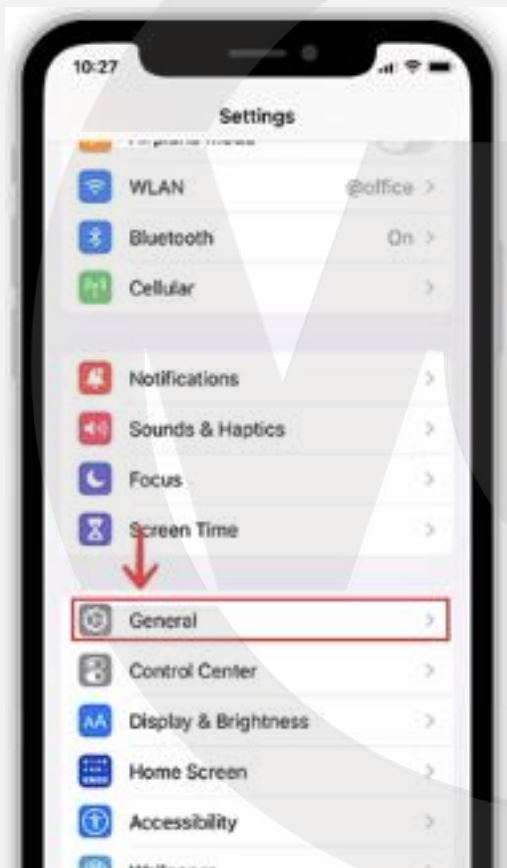 10:27
Settings
WLAN @office
Bluetooth On
Cellular
Notifications
Sounds & Haptics
Focus
Screen Time
General
Control Center
Display & Brightness
Home Screen
Accessibility